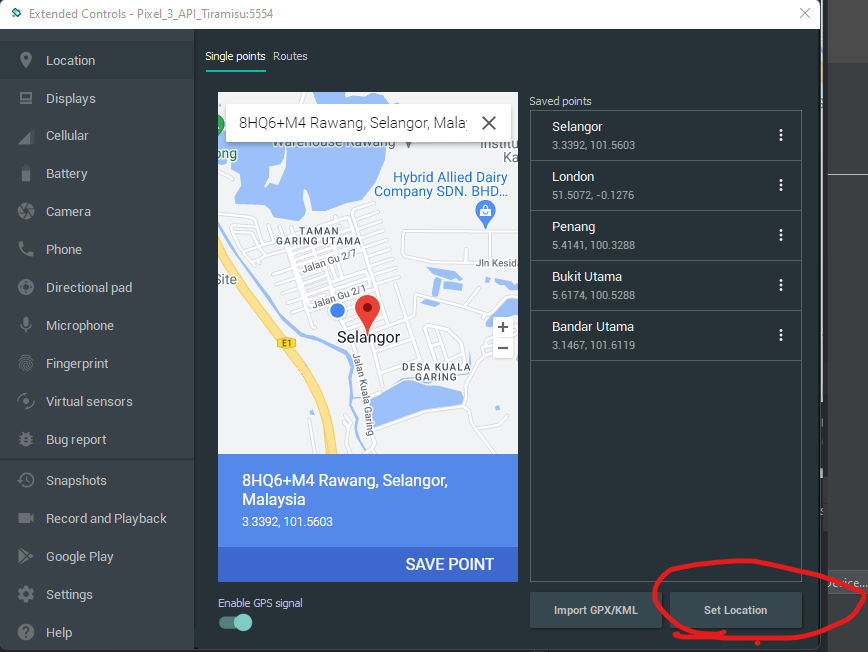 Extended Controls - Pixel_3_API_Tiramisu:5554
Location
Displays
Cellular
Battery
Camera
Phone
Directional pad
Microphone
Fingerprint
Virtual sensors
Bug report
Snapshots
Record and Playback
Google Play
Settings
Help
Single points
Routes
8HQ6+M4 Rawang, Selangor, Malay
Warehouse Rawang
ong
Institu
Ka
Hybrid Allied Dairy
Company SDN. BHD...
TAMAN
GARING UTAMA
Jalan Gu 2/7
Jln Kesida
Site
Jalan Gu 2/1
Selangor
E1
+
−
DESA KUALA
GARING
Jalan Kuala Garing
8HQ6+M4 Rawang, Selangor,
Malaysia
3.3392, 101.5603
SAVE POINT
Enable GPS signal
Saved points
Selangor
3.3392, 101.5603
London
51.5072, -0.1276
Penang
5.4141, 100.3288
Bukit Utama
5.6174, 100.5288
Bandar Utama
3.1467, 101.6119
Import GPX/KML
Set Location
evice...